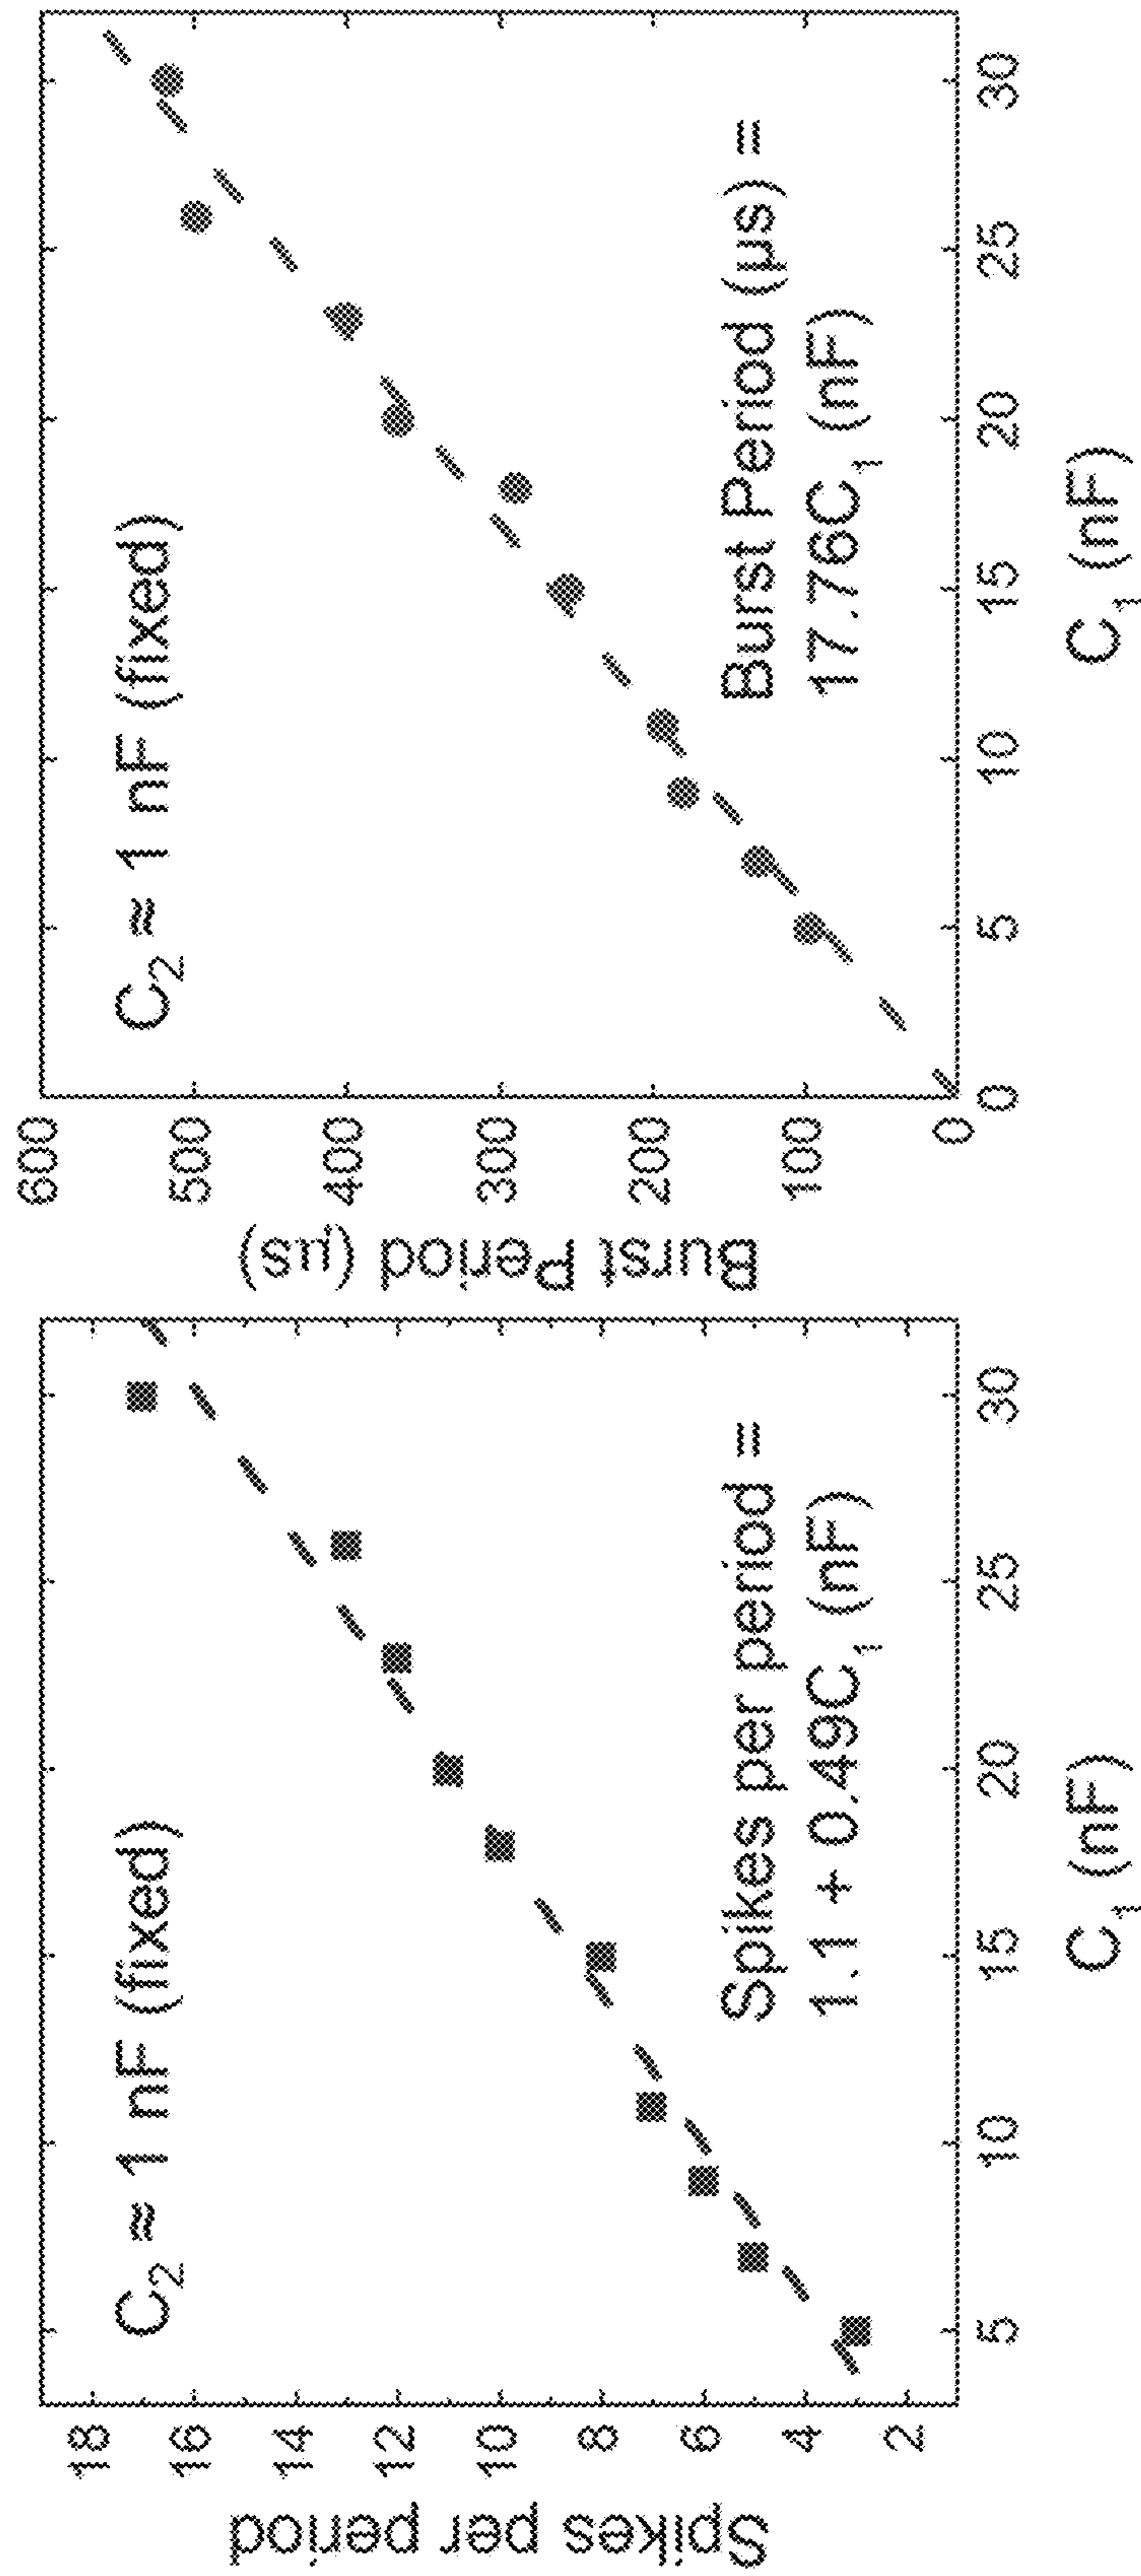 Spikes per period
18
16
14
12
10
8
6
4
2
C2 ≈ 1 nF (fixed)
Spikes per period =
1.1 + 0.49C1 (nF)
5
10
15
20
25
30
C1 (nF)
Burst Period (µs)
600
500
400
300
200
100
0
C2 ≈ 1 nF (fixed)
Burst Period (µs) =
17.76C1 (nF)
0
5
10
15
20
25
30
C1 (nF)